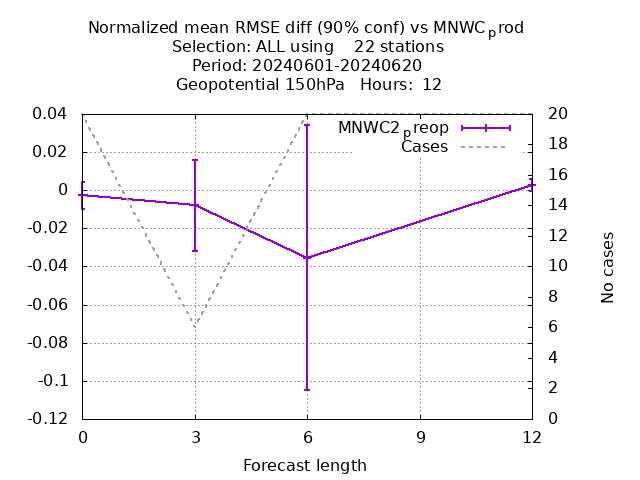 Normalized mean RMSE diff (90% conf) vs MNWCprod
Selection: ALL using    22 stations
Period: 20240601-20240620
Geopotential 150hPa   Hours:  12
MNWC2preop
Cases
0.04
0.02
0
-0.02
-0.04
-0.06
-0.08
-0.1
-0.12
20
18
16
14
12
10
8
6
4
2
0
No cases
0 3 6 9 12
Forecast length